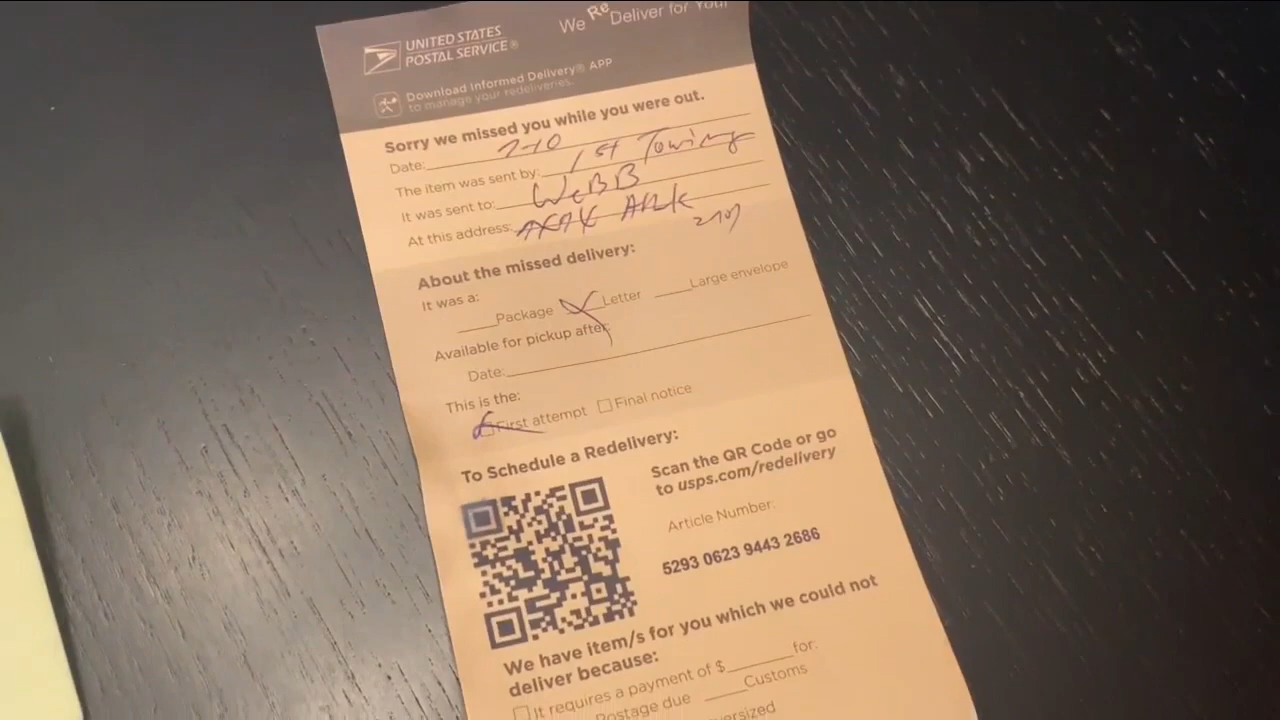 UNITED STATES
POSTAL SERVICE®
We ReDeliver for You!
Download Informed Delivery® APP
to manage your redeliveries.
Sorry we missed you while you were out.
Date: 7-10
The item was sent by: 1st Towing
It was sent to: WeBB
At this address:
About the missed delivery:
It was a:
Package Letter Large envelope
Available for pickup after:
Date:
This is the:
First attempt Final notice
To Schedule a Redelivery:
Scan the QR Code or go
to usps.com/redelivery
Article Number:
5293 0623 9443 2686
We have item/s for you which we could not
deliver because:
It requires a payment of $ for:
Postage due Customs